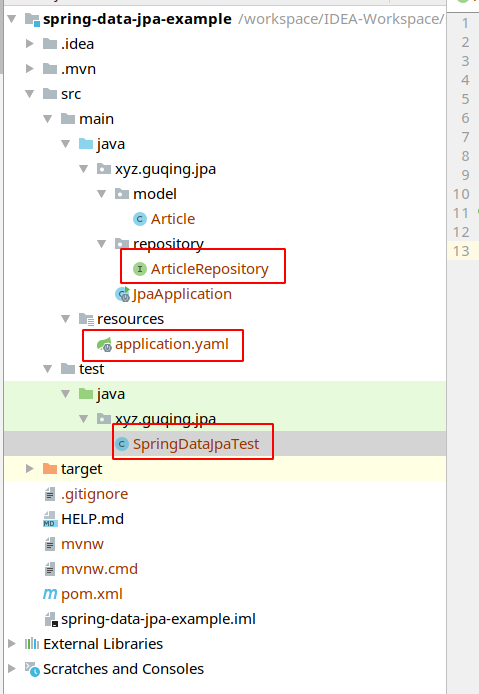 spring-data-jpa-example /workspace/IDEA-Workspace/
.idea
.mvn
src
main
java
xyz.guqing.jpa
model
C Article
repository
I ArticleRepository
C JpaApplication
resources
application.yaml
test
java
xyz.guqing.jpa
C SpringDataJpaTest
target
.gitignore
MD HELP.md
mvnw
mvnw.cmd
m pom.xml
spring-data-jpa-example.iml
External Libraries
Scratches and Consoles
1
2
3
4
5
6
7
8
9
10
11
12
13